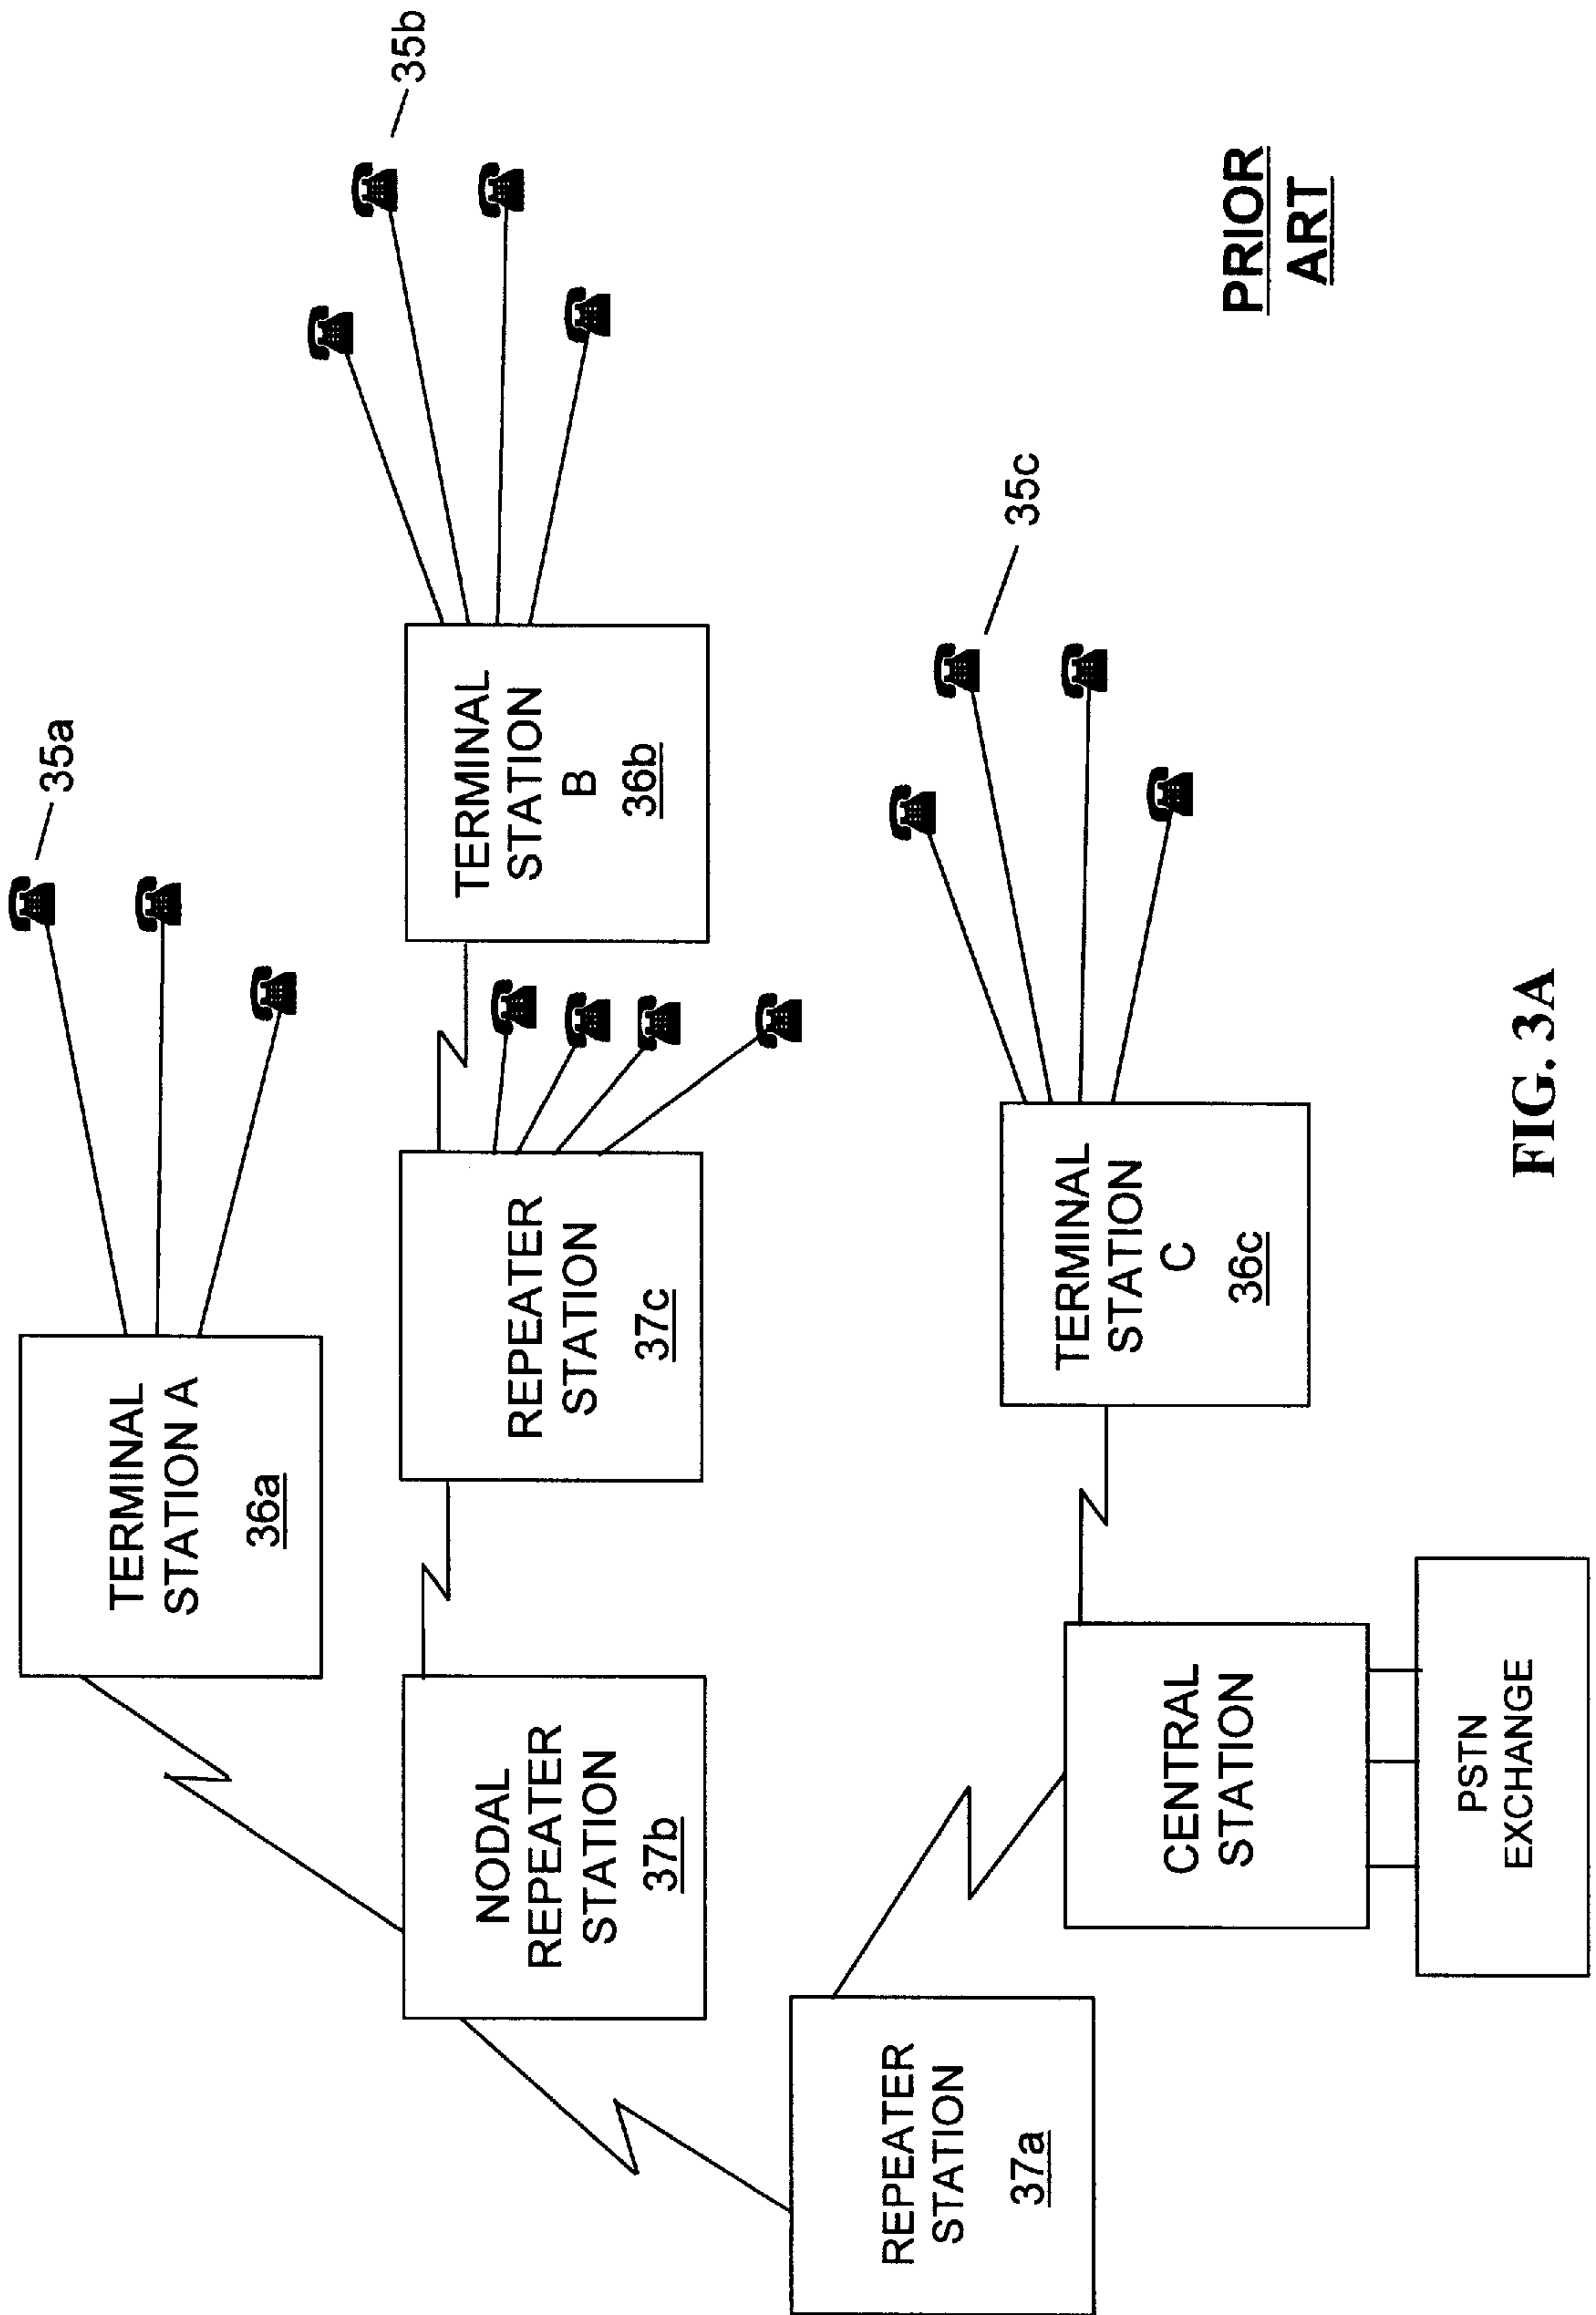 35a
TERMINAL
STATION A
36a
35b
NODAL
REPEATER
STATION
37b
REPEATER
STATION
37c
TERMINAL
STATION
B
36b
REPEATER
STATION
37a
CENTRAL
STATION
TERMINAL
STATION
C
36c
35c
PSTN
EXCHANGE
PRIOR
ART
FIG. 3A